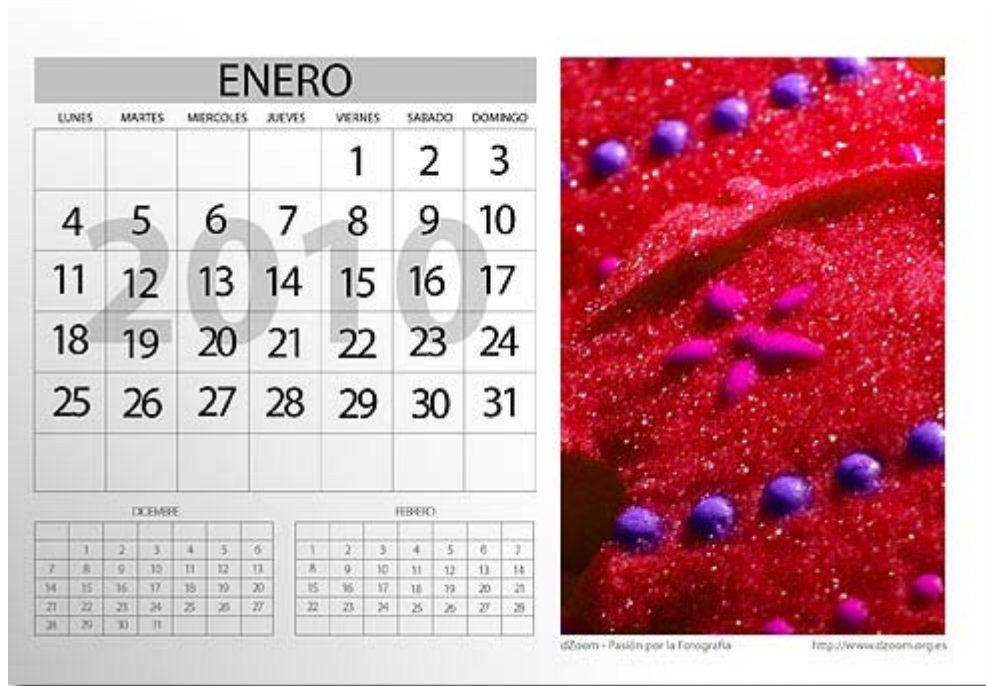 ENERO
LUNES MARTES MIERCOLES JUEVES VIERNES SABADO DOMINGO
1 2 3
4 5 6 7 8 9 10
2010
11 12 13 14 15 16 17
18 19 20 21 22 23 24
25 26 27 28 29 30 31
DICIEMBRE
1 2 3 4 5 6
7 8 9 10 11 12 13
14 15 16 17 18 19 20
21 22 23 24 25 26 27
28 29 30 31
FEBRERO
1 2 3 4 5 6 7
8 9 10 11 12 13 14
15 16 17 18 19 20 21
22 23 24 25 26 27 28
dZoom - Pasión por la Fotografía
http://www.dzoom.org.es